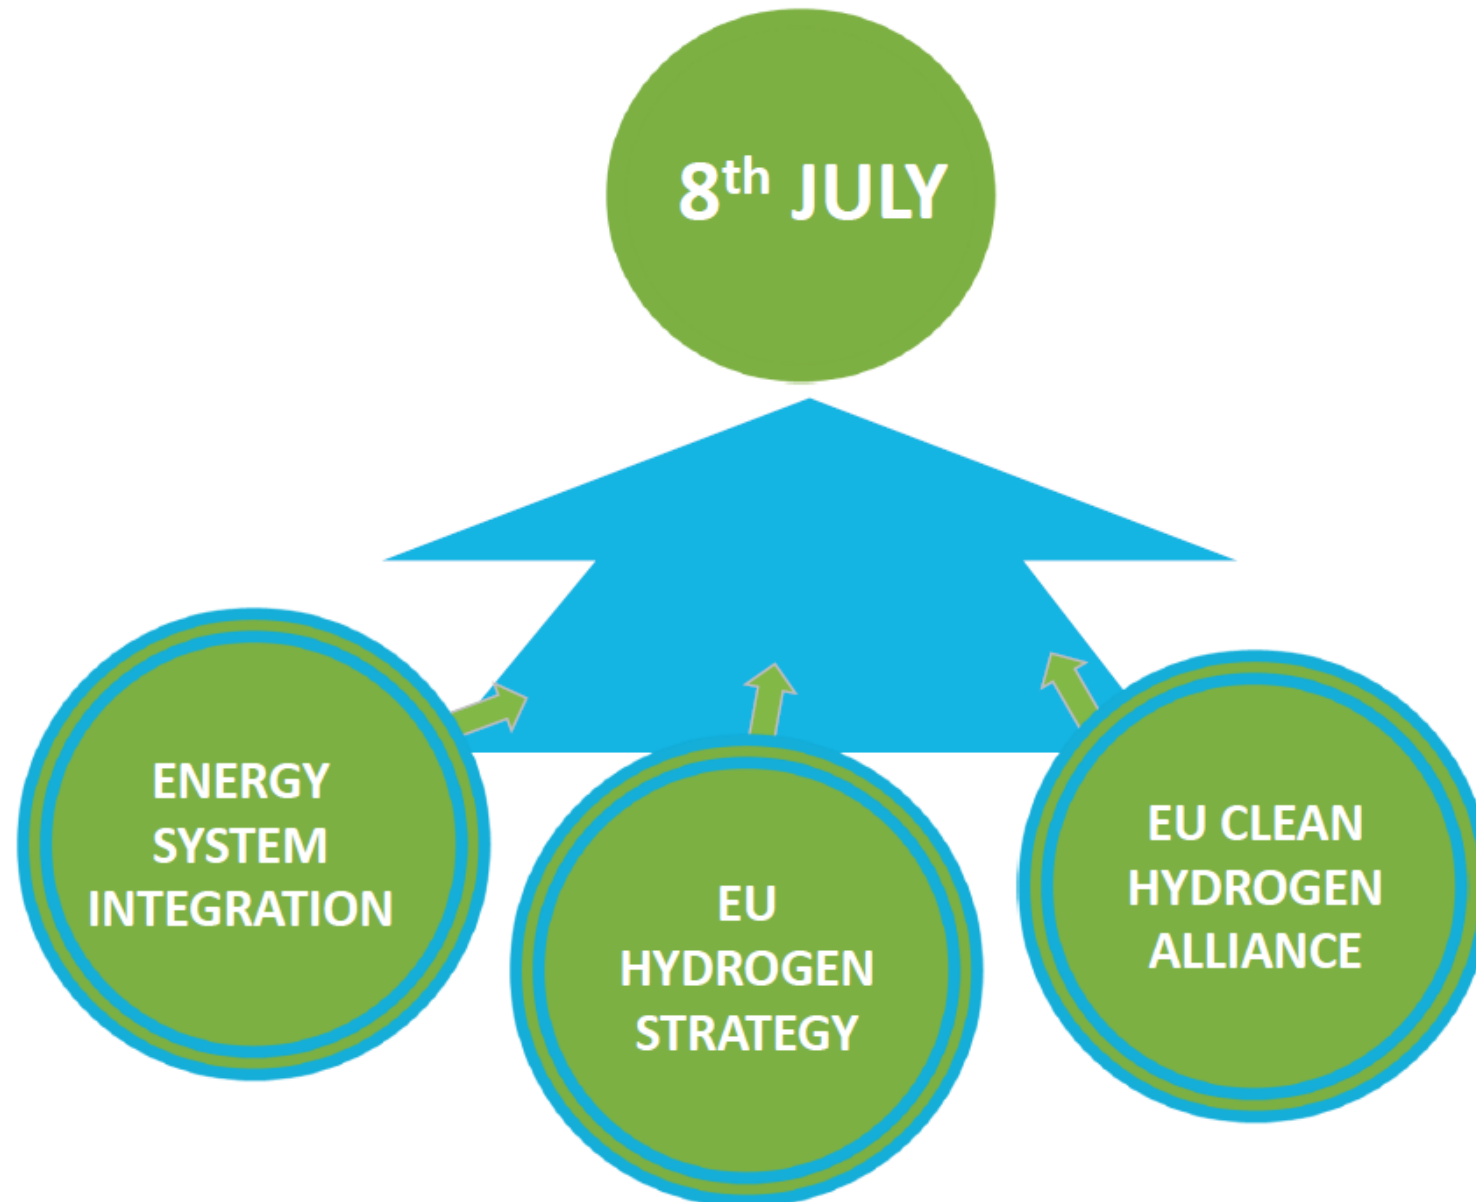 8th JULY
ENERGY
SYSTEM
INTEGRATION
EU
HYDROGEN
STRATEGY
EU CLEAN
HYDROGEN
ALLIANCE